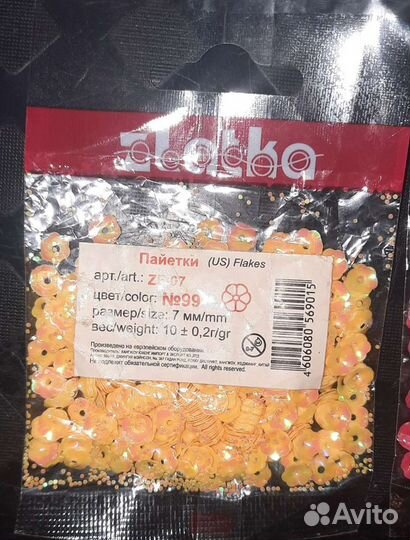 zlatka
Пайетки (US) Flakes
арт./art.: ZF-07
цвет/color: №99
размер/size: 7 мм/mm
вес/weight: 10 ± 0,2г/gr
Произведено на европейском оборудовании.
Не подлежит обязательной сертификации. All rights reserved.
4606080 569015
Avito